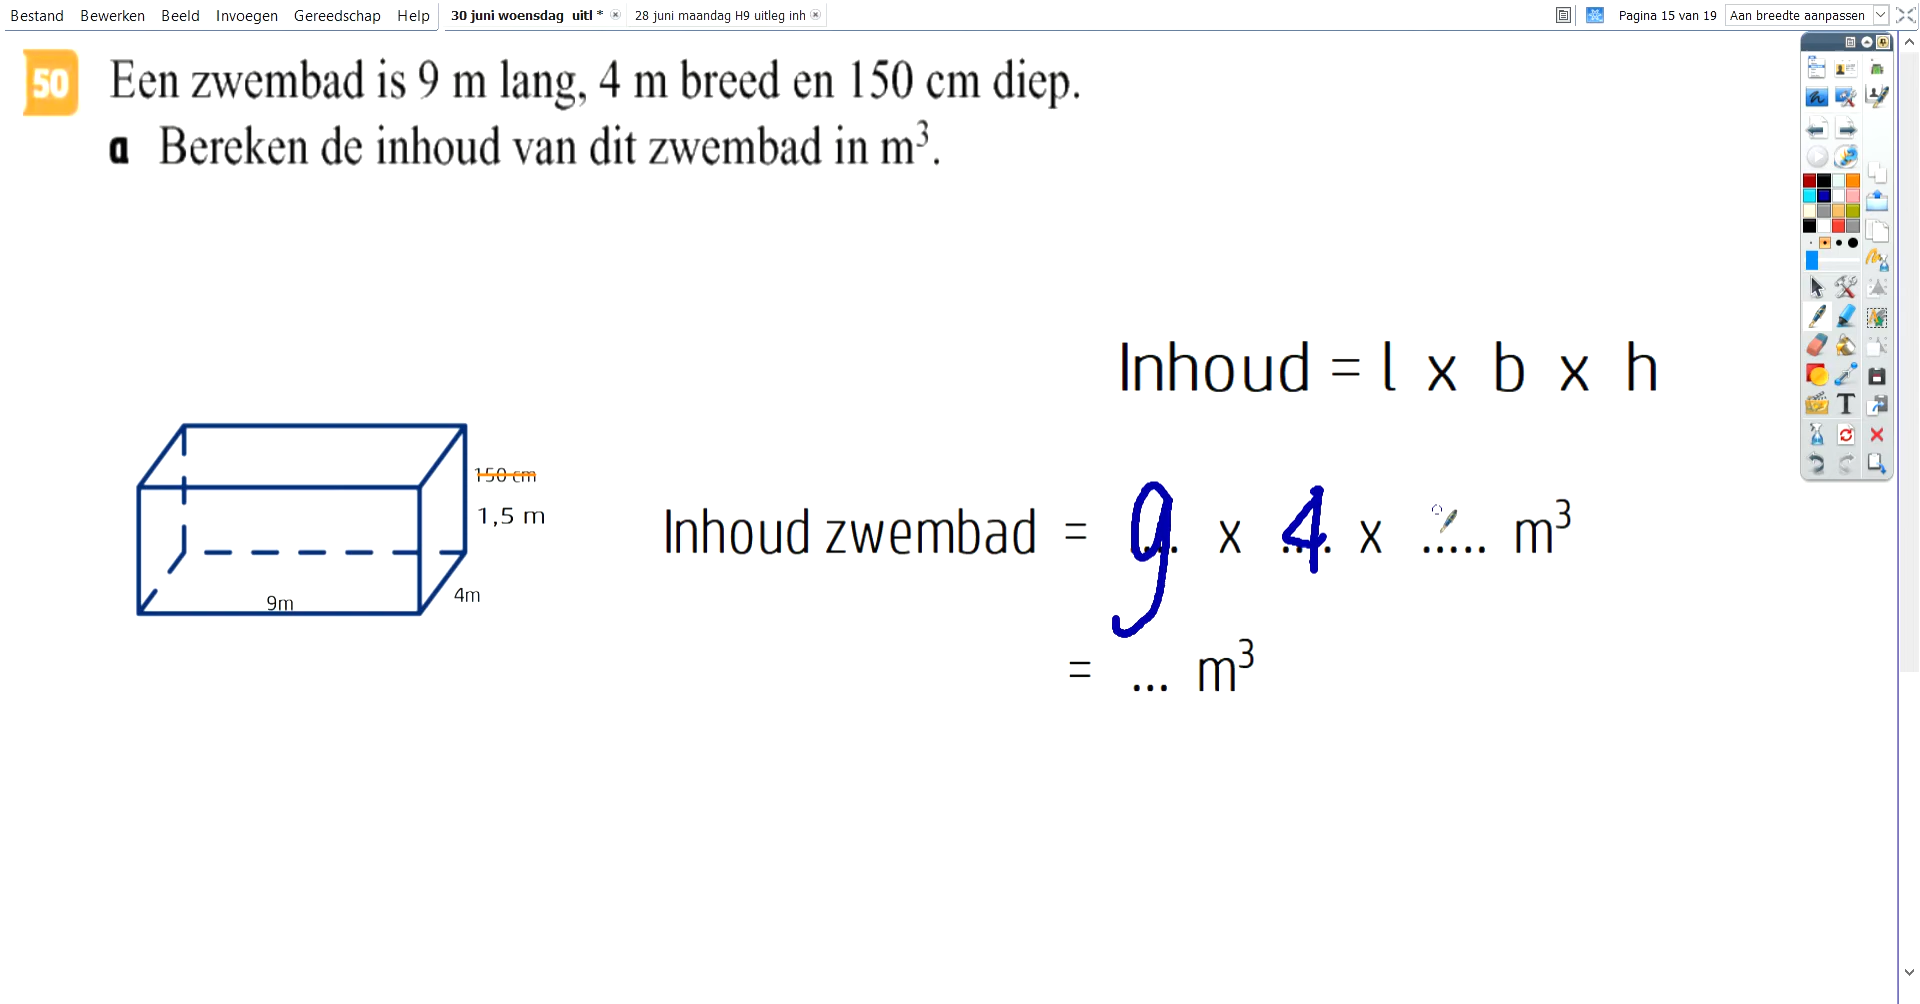 Bestand Bewerken Beeld Invoegen Gereedschap Help 30 juni woensdag uitl * 28 juni maandag H9 uitleg inh Pagina 15 van 19 Aan breedte aanpassen
50 Een zwembad is 9 m lang, 4 m breed en 150 cm diep.
a Bereken de inhoud van dit zwembad in m³.
Inhoud = l x b x h
150 cm
1,5 m
Inhoud zwembad = 9 x 4 x ..... m³
4m
9m
= ... m³